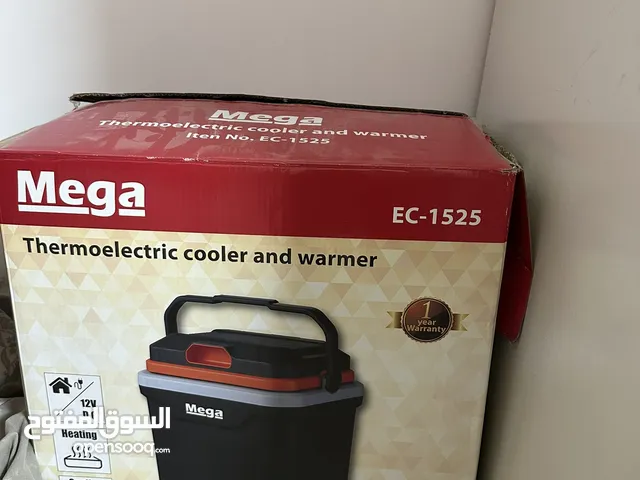 Mega
Thermoelectric cooler and warmer
Iten No. EC-1525
Mega
EC-1525
Thermoelectric cooler and warmer
1
year
Warranty
Mega
12V
Heating
السوق المفتوح
opensooq.com